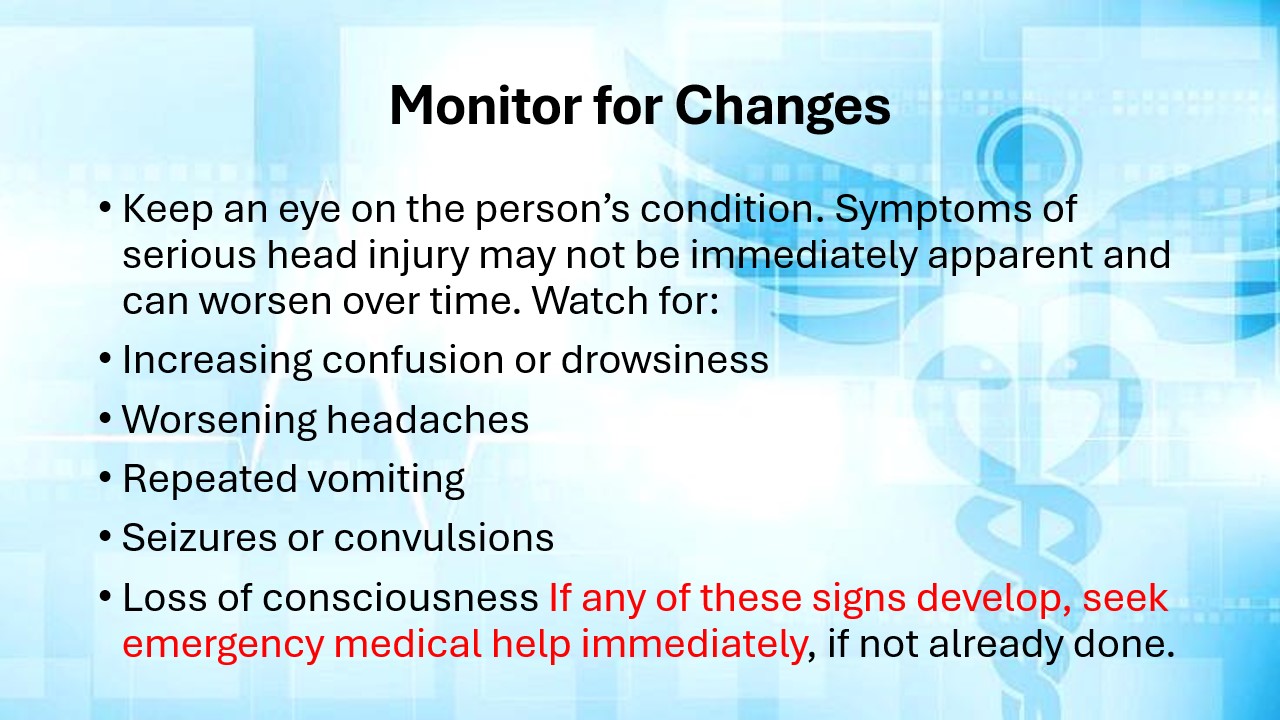 Monitor for Changes
• Keep an eye on the person’s condition. Symptoms of
serious head injury may not be immediately apparent and
can worsen over time. Watch for:
• Increasing confusion or drowsiness
• Worsening headaches
• Repeated vomiting
• Seizures or convulsions
• Loss of consciousness If any of these signs develop, seek
emergency medical help immediately, if not already done.